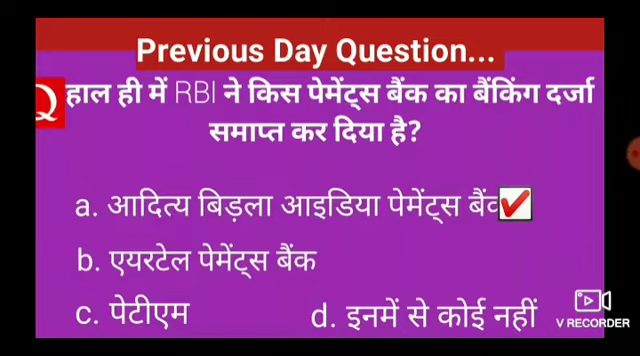 Previous Day Question...
Q हाल ही में RBI ने किस पेमेंट्स बैंक का बैंकिंग दर्जा
समाप्त कर दिया है?
a. आदित्य बिड़ला आइडिया पेमेंट्स
b. एयरटेल पेमेंट्स बैंक
c. पेटीएम d. इनमें से कोई नहीं
V RECORDER